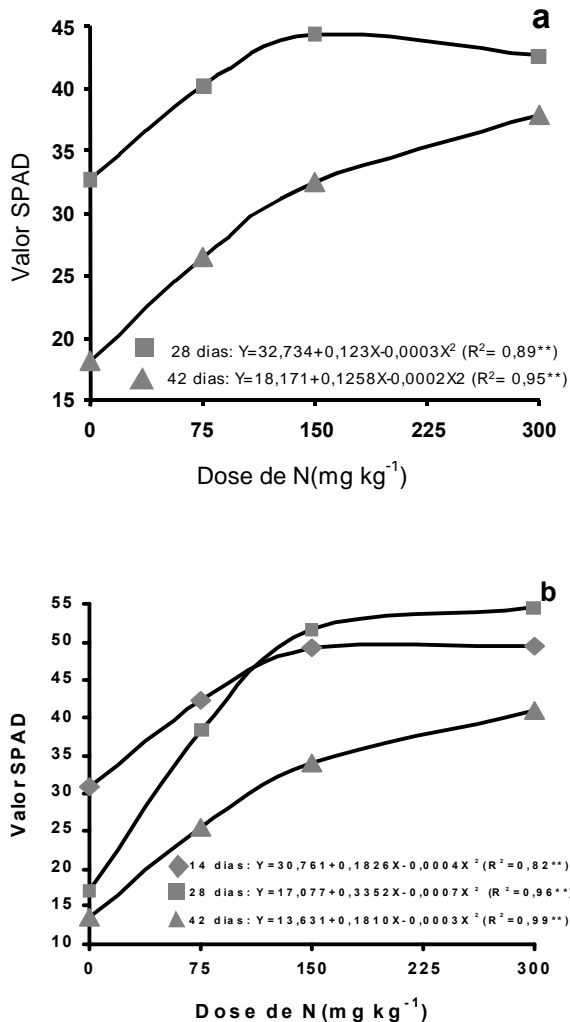 a
45
40
35
30
25
20
15
Valor SPAD
28 dias: Y=32,734+0,123X-0,0003X² (R²= 0,89**)
42 dias: Y=18,171+0,1258X-0,0002X2 (R²= 0,95**)
0 75 150 225 300
Dose de N(mg kg⁻¹)
b
55
50
45
40
35
30
25
20
15
10
Valor SPAD
14 dias: Y=30,761+0,1826X-0,0004X² (R²=0,82**)
28 dias: Y=17,077+0,3352X-0,0007X² (R²=0,96**)
42 dias: Y=13,631+0,1810X-0,0003X² (R²=0,99**)
0 75 150 225 300
Dose de N(mg kg⁻¹)